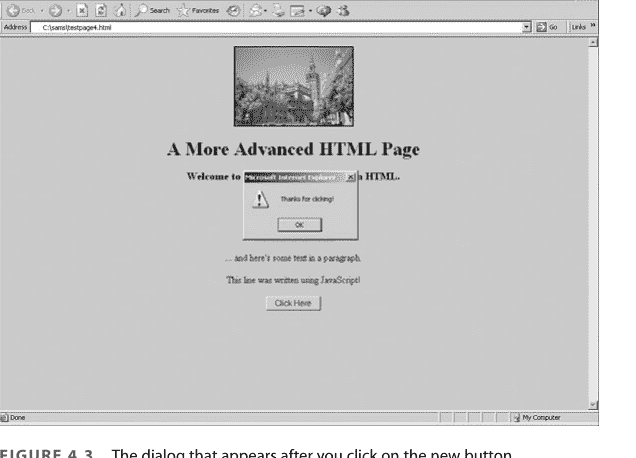 Back
Search
Favorites
Address C:\sams\testpage4.html
Go
Links »
A More Advanced HTML Page
Welcome to
HTML.
Microsoft Internet Explorer
Thanks for clicking!
OK
... and here's some text in a paragraph.
This line was written using JavaScript!
Click Here
Done
My Computer
FIGURE 4.3 The dialog that appears after you click on the new button.